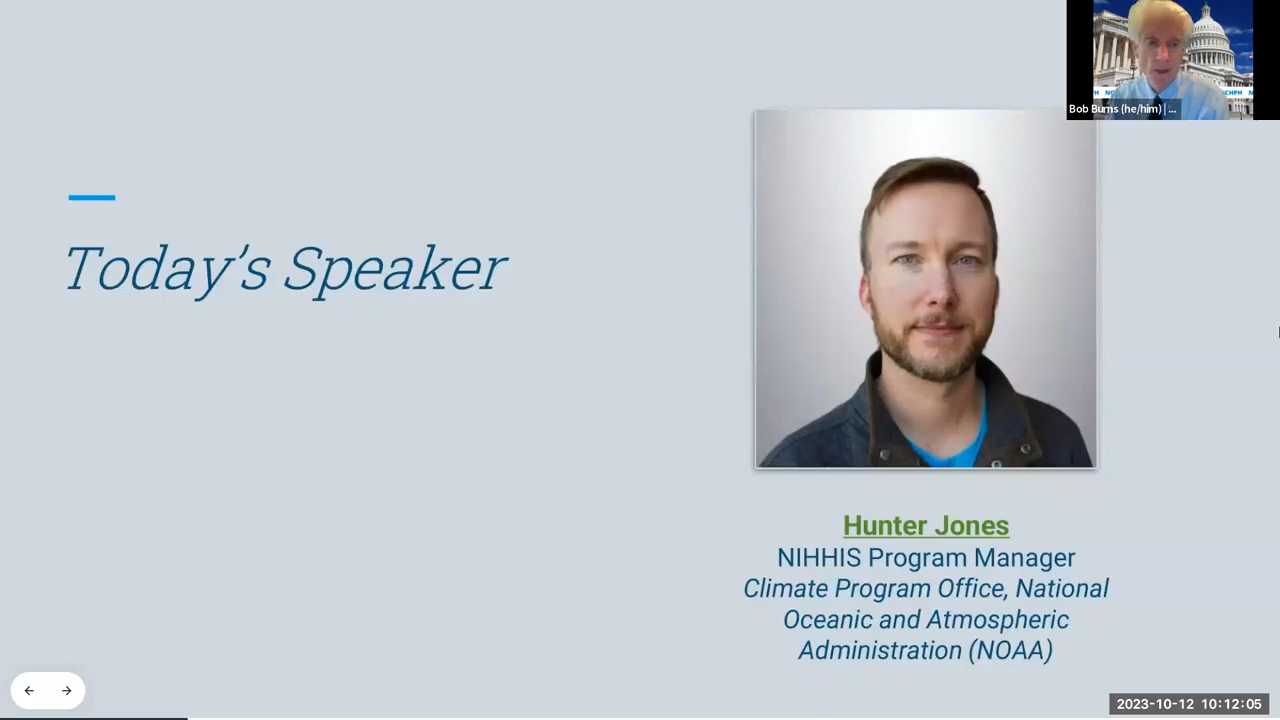 Bob Burns (he/him) | ...
Today's Speaker
Hunter Jones
NIHHIS Program Manager
Climate Program Office, National
Oceanic and Atmospheric
Administration (NOAA)
2023-10-12 10:12:05